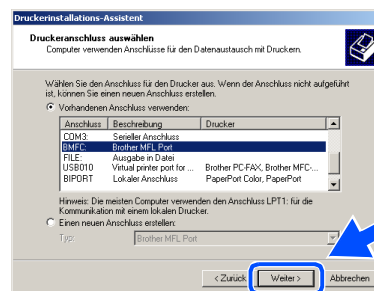 Druckerinstallations-Assistent
Druckeranschluss auswählen
Computer verwenden Anschlüsse für den Datenaustausch mit Druckern.
Wählen Sie den Anschluss für den Drucker aus. Wenn der Anschluss nicht aufgeführt
ist, können Sie einen neuen Anschluss erstellen.
Vorhandenen Anschluss verwenden:
Anschluss Beschreibung Drucker
COM3: Serieller Anschluss
BMFC: Brother MFL Port
FILE: Ausgabe in Datei
USB010 Virtual printer port for ... Brother PC-FAX, Brother MFC-...
BIPORT Lokaler Anschluss PaperPort Color, PaperPort
Hinweis: Die meisten Computer verwenden den Anschluss LPT1: für die
Kommunikation mit einem lokalen Drucker.
Einen neuen Anschluss erstellen:
Typ: Brother MFL Port
< Zurück Weiter > Abbrechen